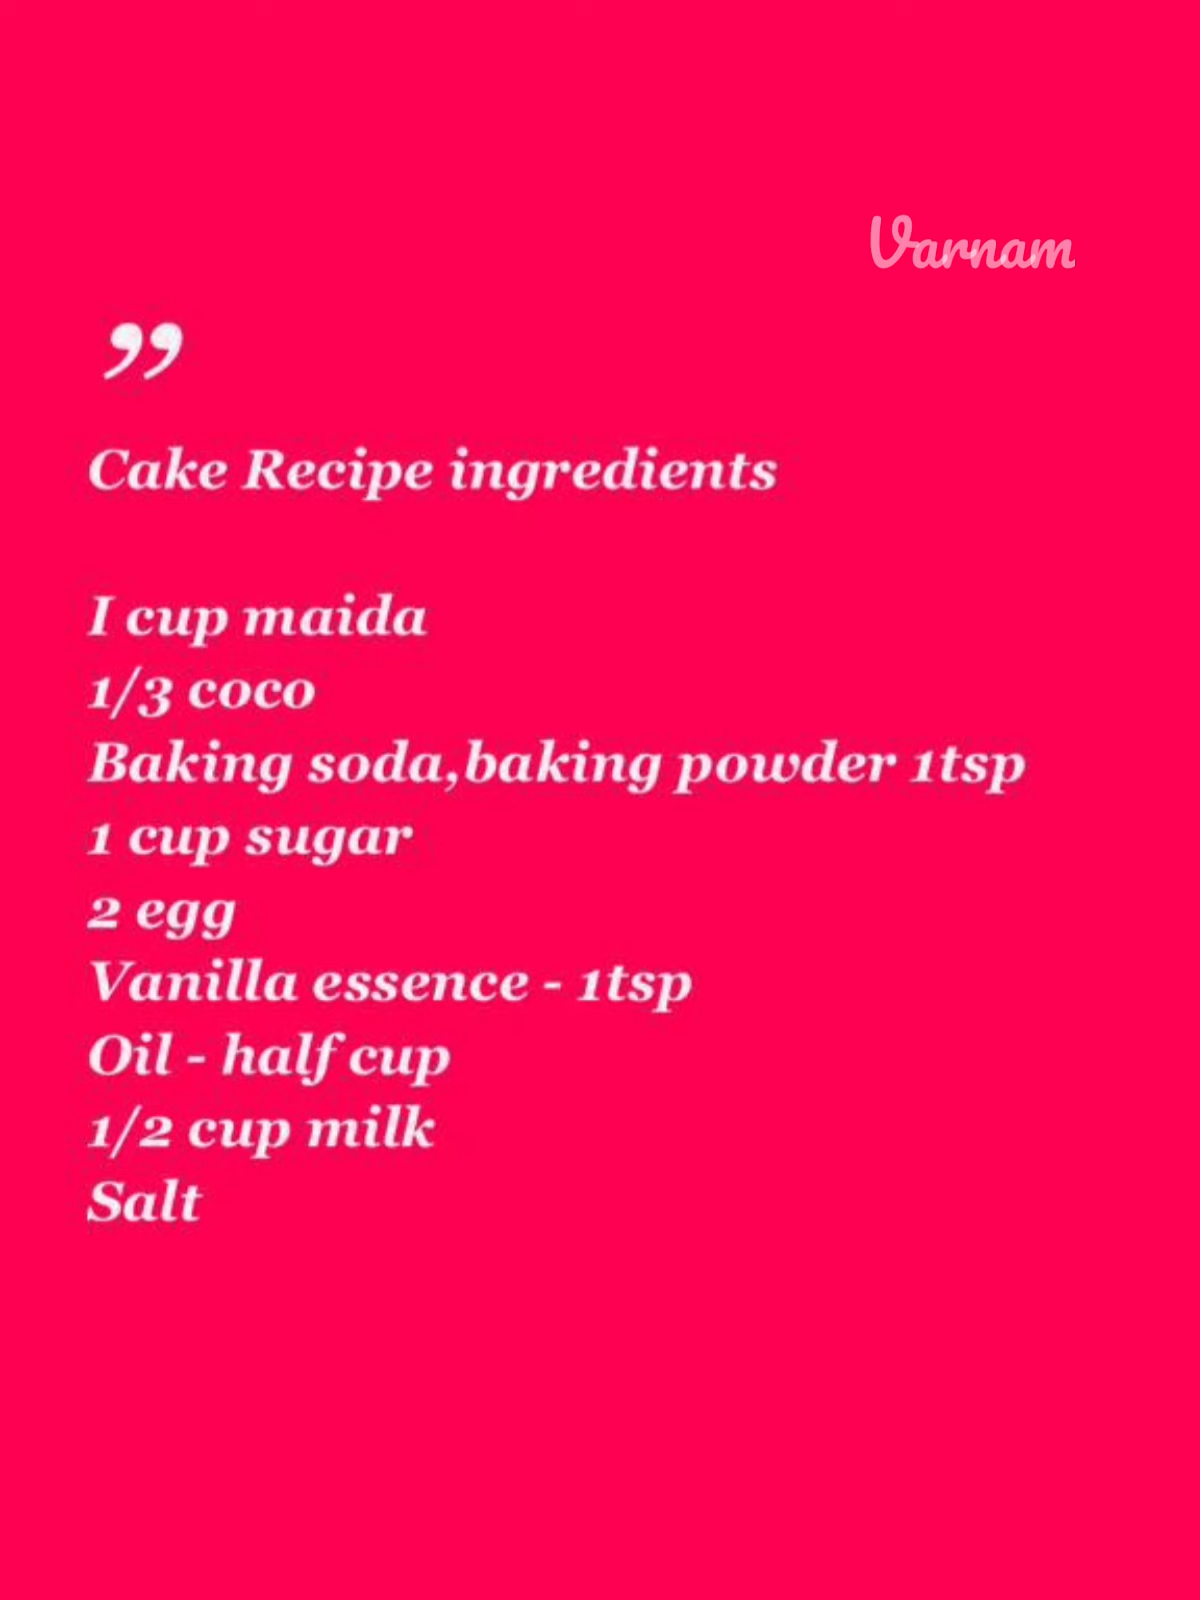 Varnam
”
Cake Recipe ingredients
I cup maida
1/3 coco
Baking soda,baking powder 1tsp
1 cup sugar
2 egg
Vanilla essence - 1tsp
Oil - half cup
1/2 cup milk
Salt